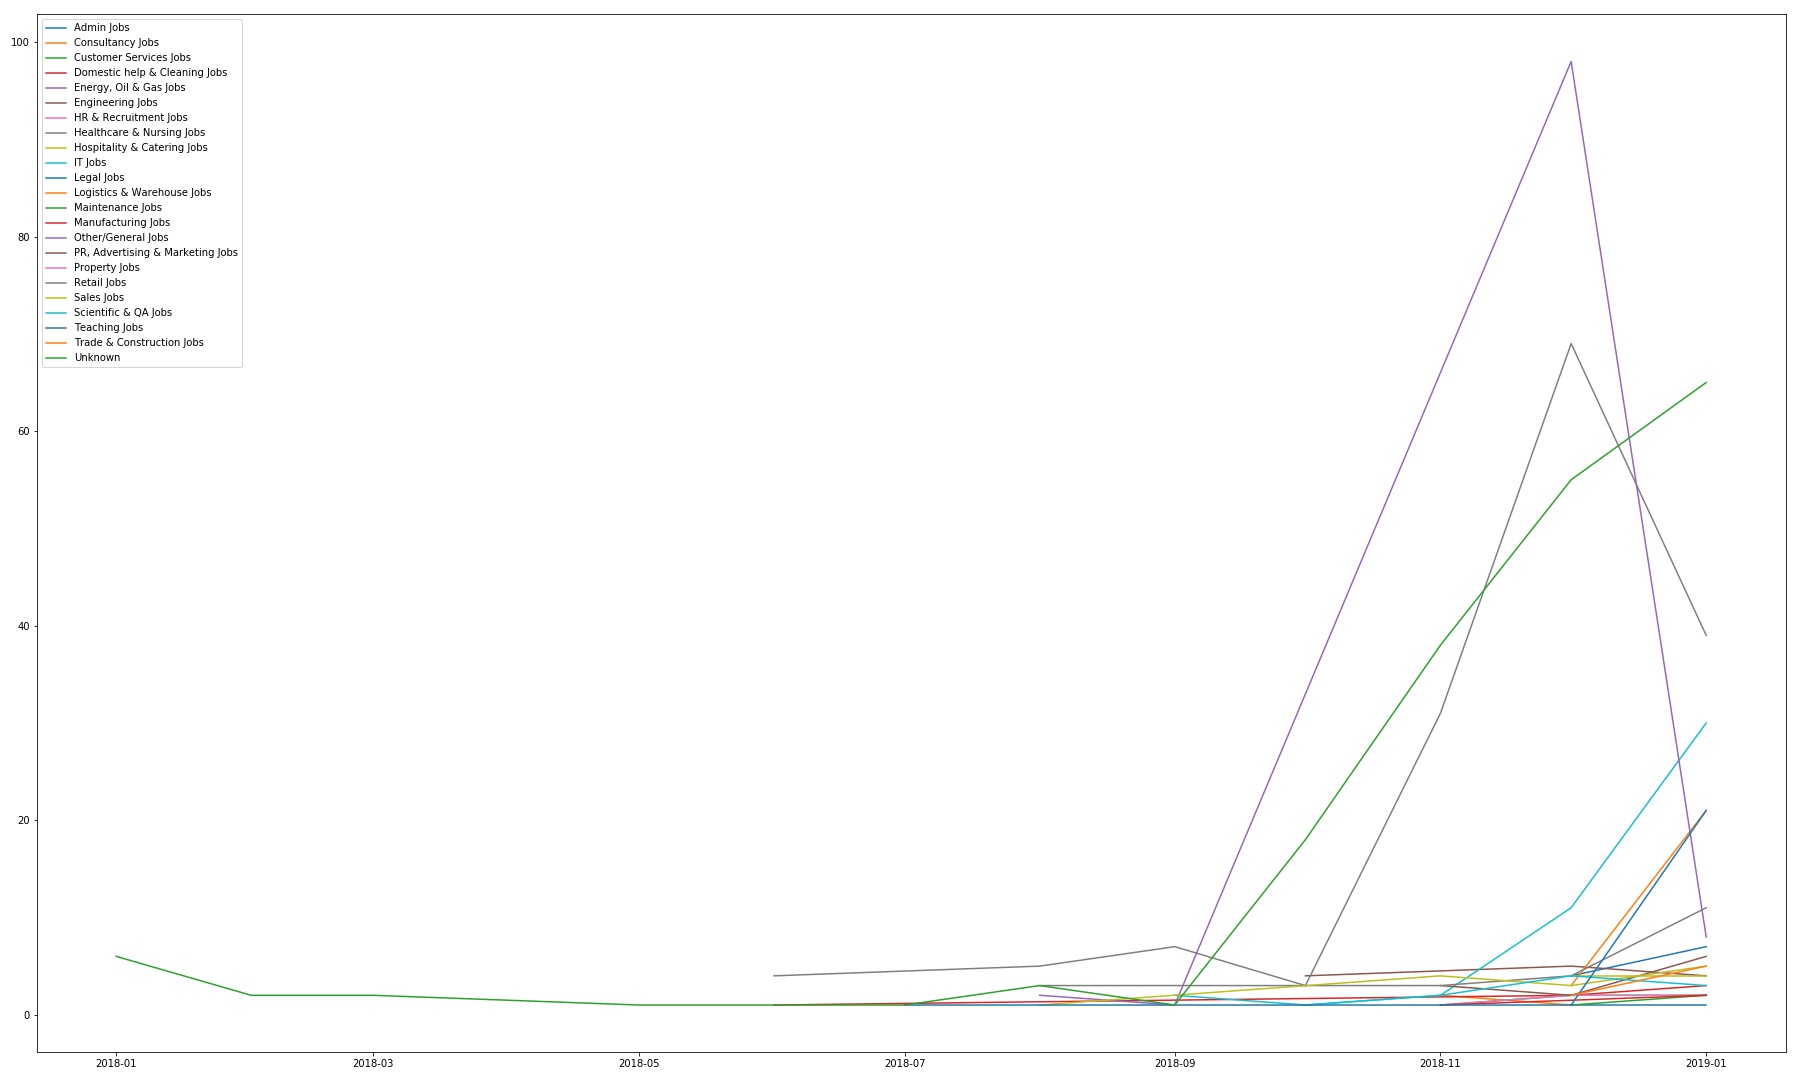 Admin Jobs
Consultancy Jobs
Customer Services Jobs
Domestic help & Cleaning Jobs
Energy, Oil & Gas Jobs
Engineering Jobs
HR & Recruitment Jobs
Healthcare & Nursing Jobs
Hospitality & Catering Jobs
IT Jobs
Legal Jobs
Logistics & Warehouse Jobs
Maintenance Jobs
Manufacturing Jobs
Other/General Jobs
PR, Advertising & Marketing Jobs
Property Jobs
Retail Jobs
Sales Jobs
Scientific & QA Jobs
Teaching Jobs
Trade & Construction Jobs
Unknown
100
80
60
40
20
0
2018-01 2018-03 2018-05 2018-07 2018-09 2018-11 2019-01